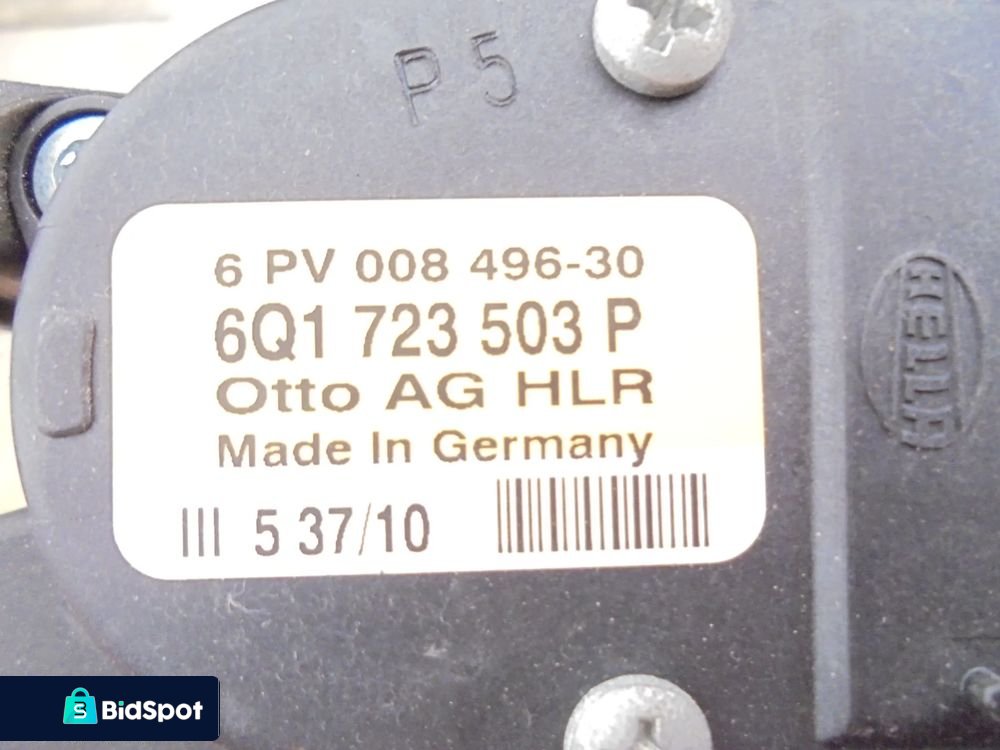 P 5
6 PV 008 496-30
6Q1 723 503 P
Otto AG HLR
Made In Germany
III 5 37/10
HELLA
S BidSpot